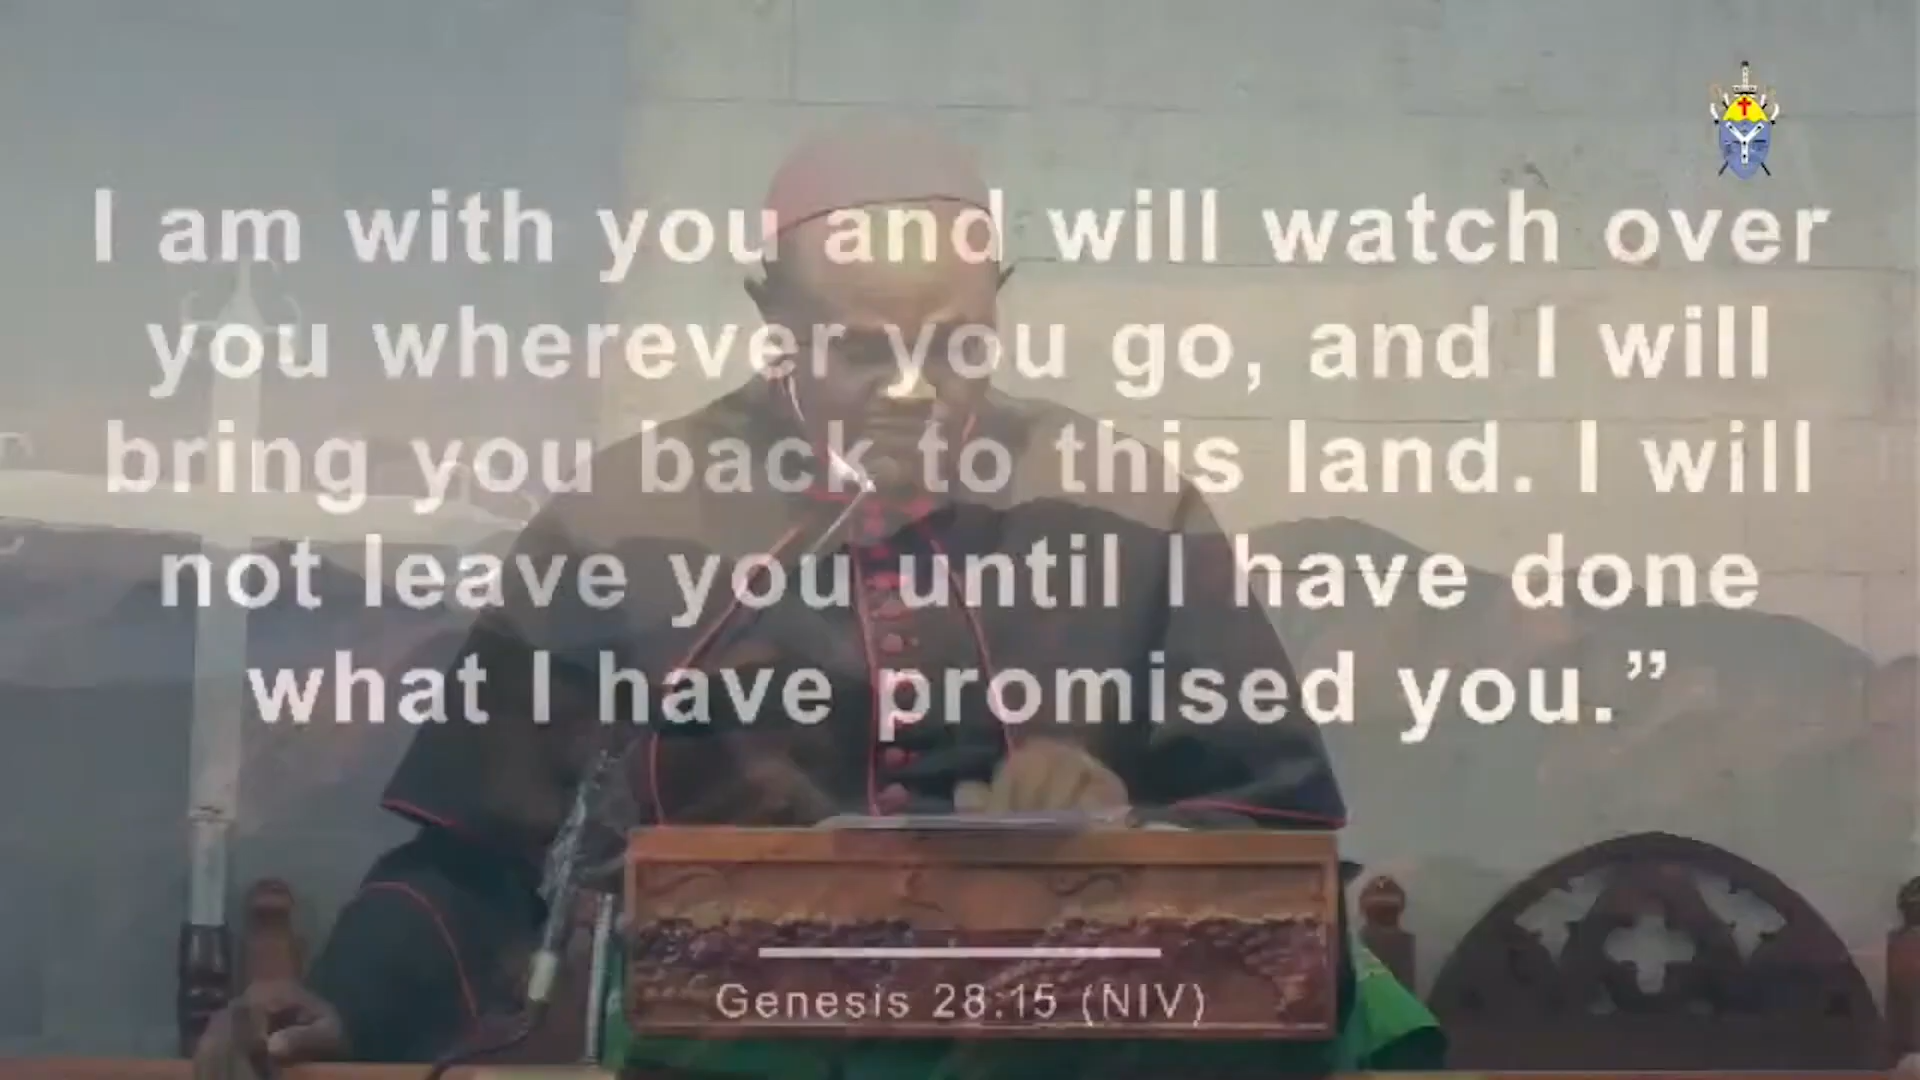 I am with you and will watch over
you wherever you go, and I will
bring you back to this land. I will
not leave you until I have done
what I have promised you.”
Genesis 28:15 (NIV)